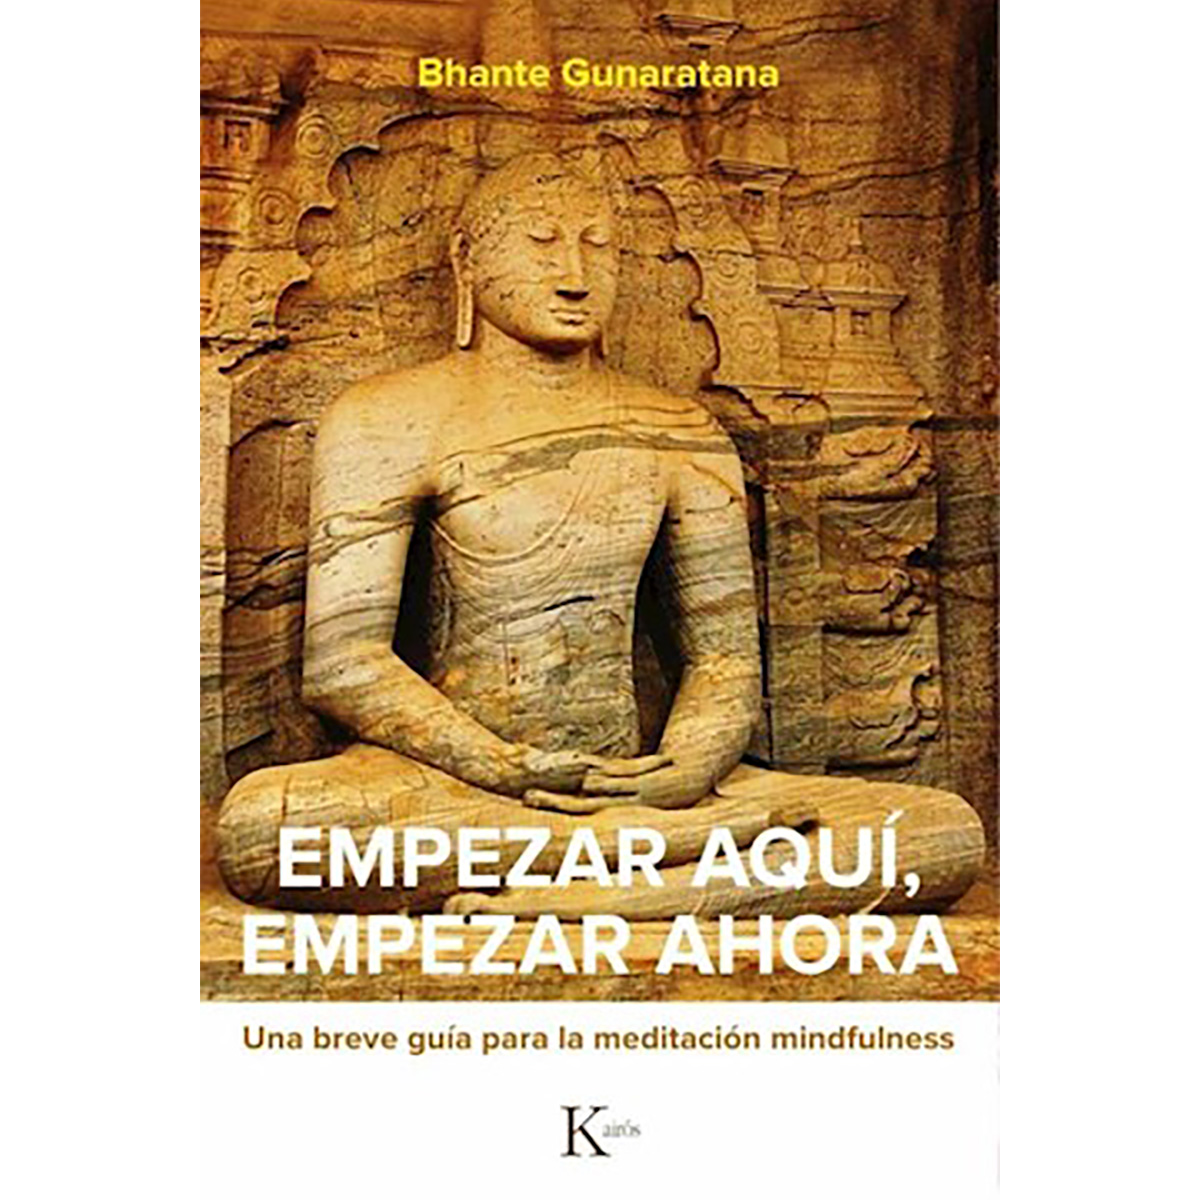 Bhante Gunaratana
EMPEZAR AQUÍ,
EMPEZAR AHORA
Una breve guía para la meditación mindfulness
Kairós